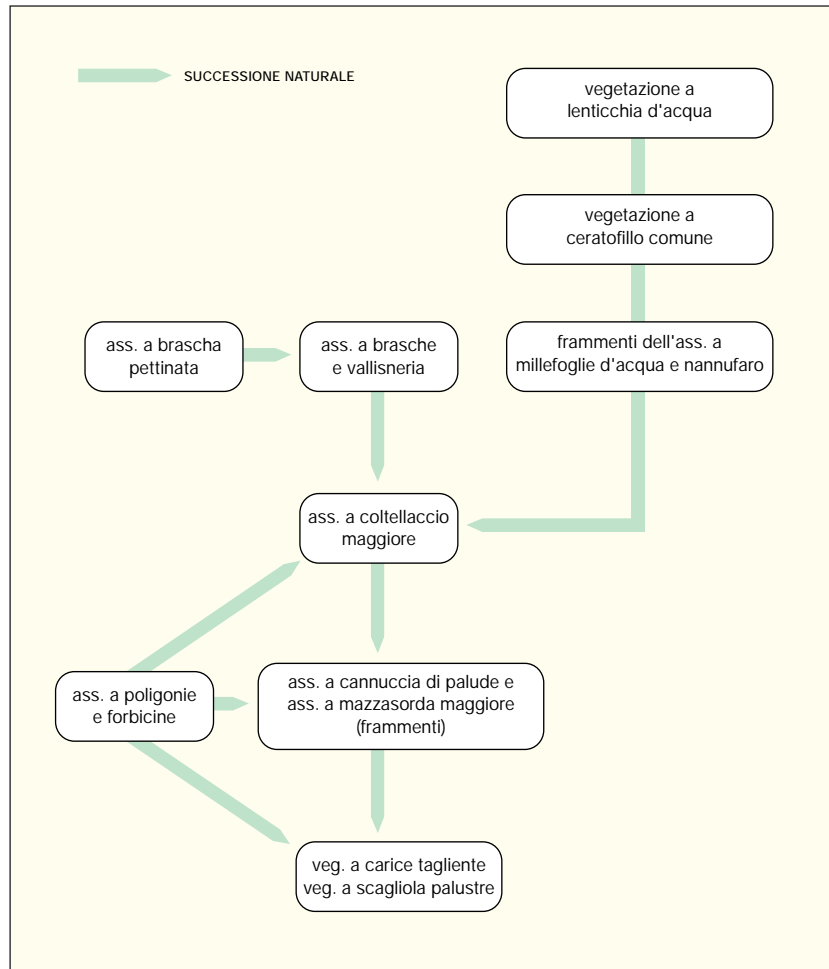 SUCCESSIONE NATURALE
vegetazione a
lenticchia d'acqua
vegetazione a
ceratofillo comune
ass. a brascha
pettinata
ass. a brasche
e vallisneria
frammenti dell'ass. a
millefoglie d'acqua e nannufaro
ass. a coltellaccio
maggiore
ass. a poligonie
e forbicine
ass. a cannuccia di palude e
ass. a mazzasorda maggiore
(frammenti)
veg. a carice tagliente
veg. a scagliola palustre